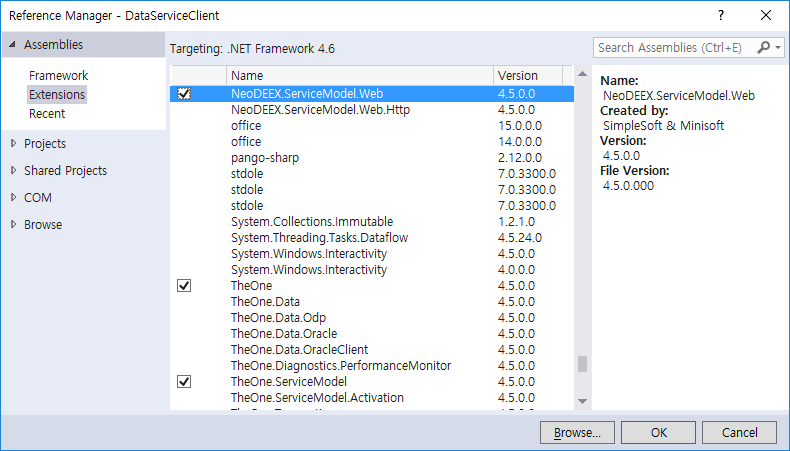 Reference Manager - DataServiceClient
Assemblies
Framework
Extensions
Recent
Projects
Shared Projects
COM
Browse
Targeting: .NET Framework 4.6
Search Assemblies (Ctrl+E)
Name Version
NeoDEEX.ServiceModel.Web 4.5.0.0
NeoDEEX.ServiceModel.Web.Http 4.5.0.0
office 15.0.0.0
office 14.0.0.0
pango-sharp 2.12.0.0
stdole 7.0.3300.0
stdole 7.0.3300.0
stdole 7.0.3300.0
System.Collections.Immutable 1.2.1.0
System.Threading.Tasks.Dataflow 4.5.24.0
System.Windows.Interactivity 4.5.0.0
System.Windows.Interactivity 4.0.0.0
TheOne 4.5.0.0
TheOne.Data 4.5.0.0
TheOne.Data.Odp 4.5.0.0
TheOne.Data.Oracle 4.5.0.0
TheOne.Data.OracleClient 4.5.0.0
TheOne.Diagnostics.PerformanceMonitor 4.5.0.0
TheOne.ServiceModel 4.5.0.0
TheOne.ServiceModel.Activation 4.5.0.0
Name:
NeoDEEX.ServiceModel.Web
Created by:
SimpleSoft & Minisoft
Version:
4.5.0.0
File Version:
4.5.0.000
Browse...
OK
Cancel